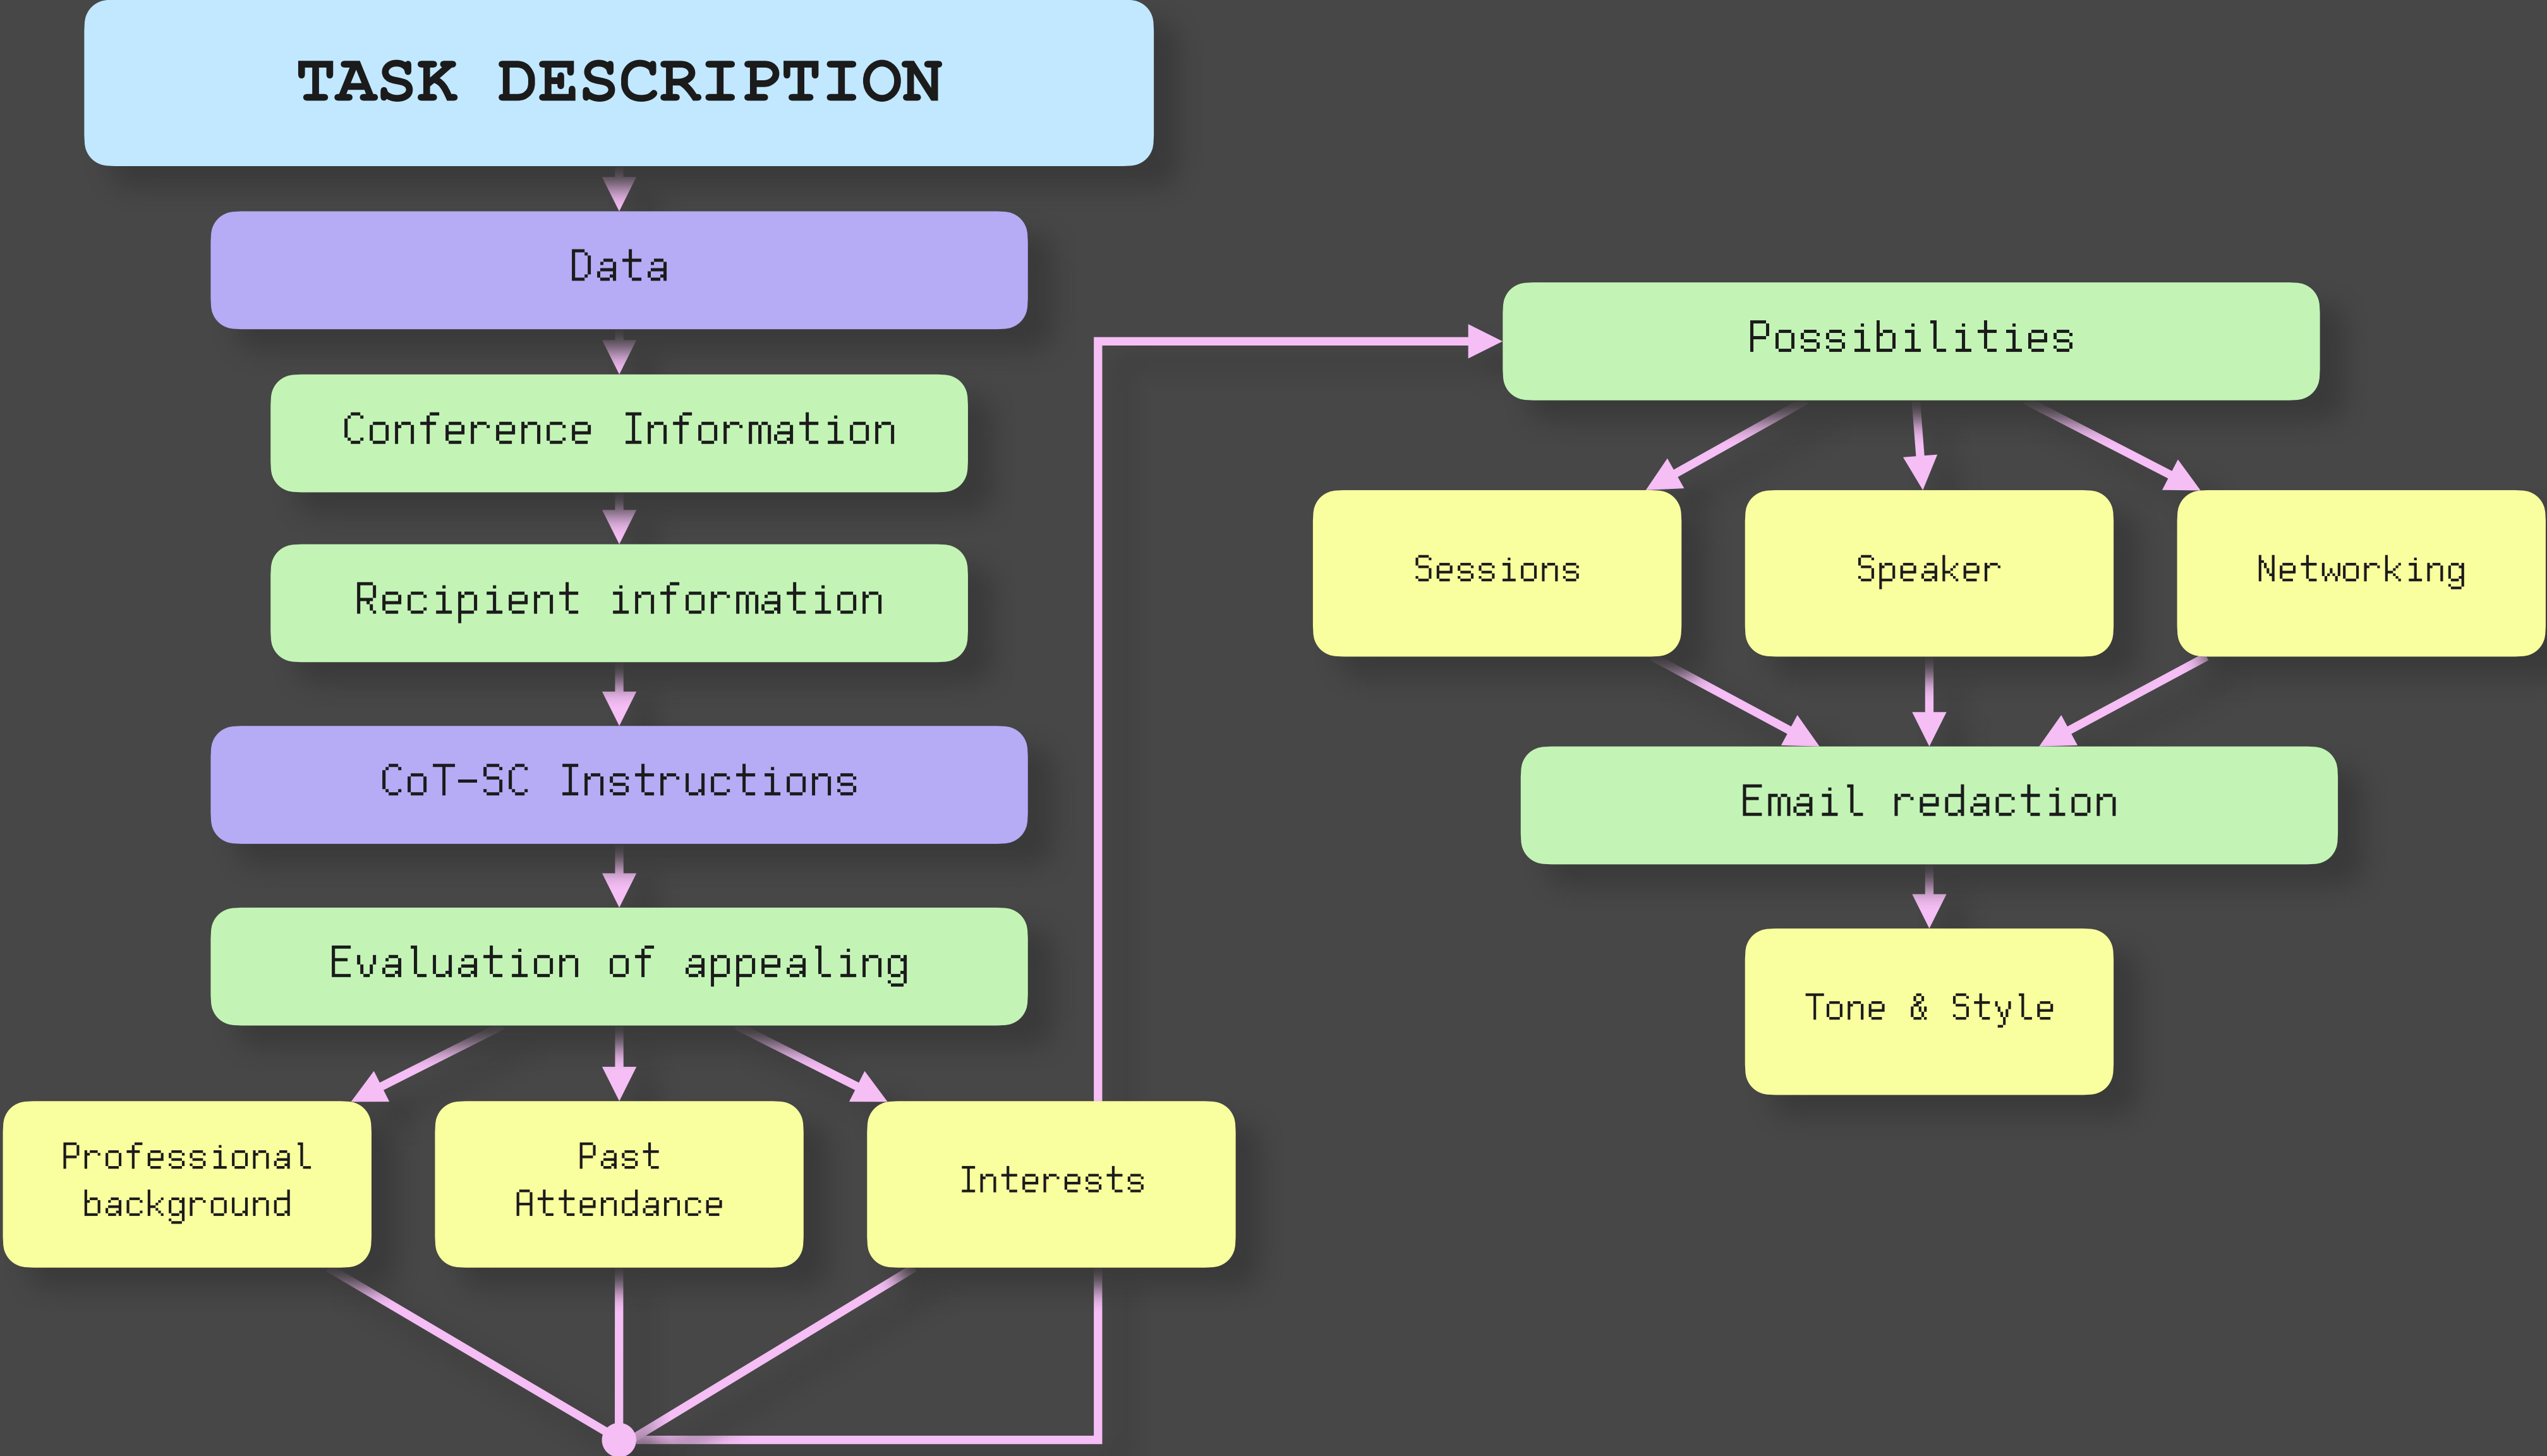 TASK DESCRIPTION
Data
Conference Information
Recipient information
CoT-SC Instructions
Evaluation of appealing
Professional
background
Past
Attendance
Interests
Possibilities
Sessions
Speaker
Networking
Email redaction
Tone & Style